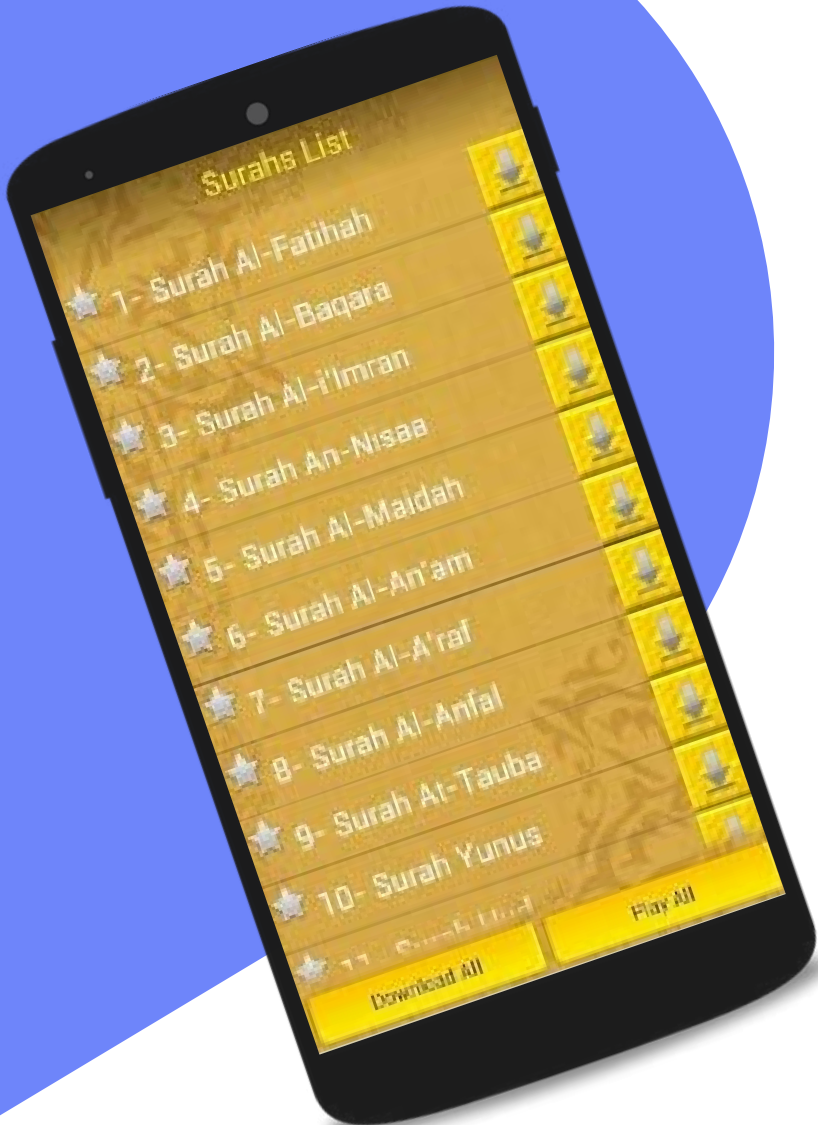 Surahs List
1- Surah Al-Fatihah
2- Surah Al-Baqara
3- Surah Al-i'Imran
4- Surah An-Nisaa
5- Surah Al-Maidah
6- Surah Al-An'am
7- Surah Al-A'raf
8- Surah Al-Anfal
9- Surah At-Tauba
10- Surah Yunus
11- Surah
Download All
Play All